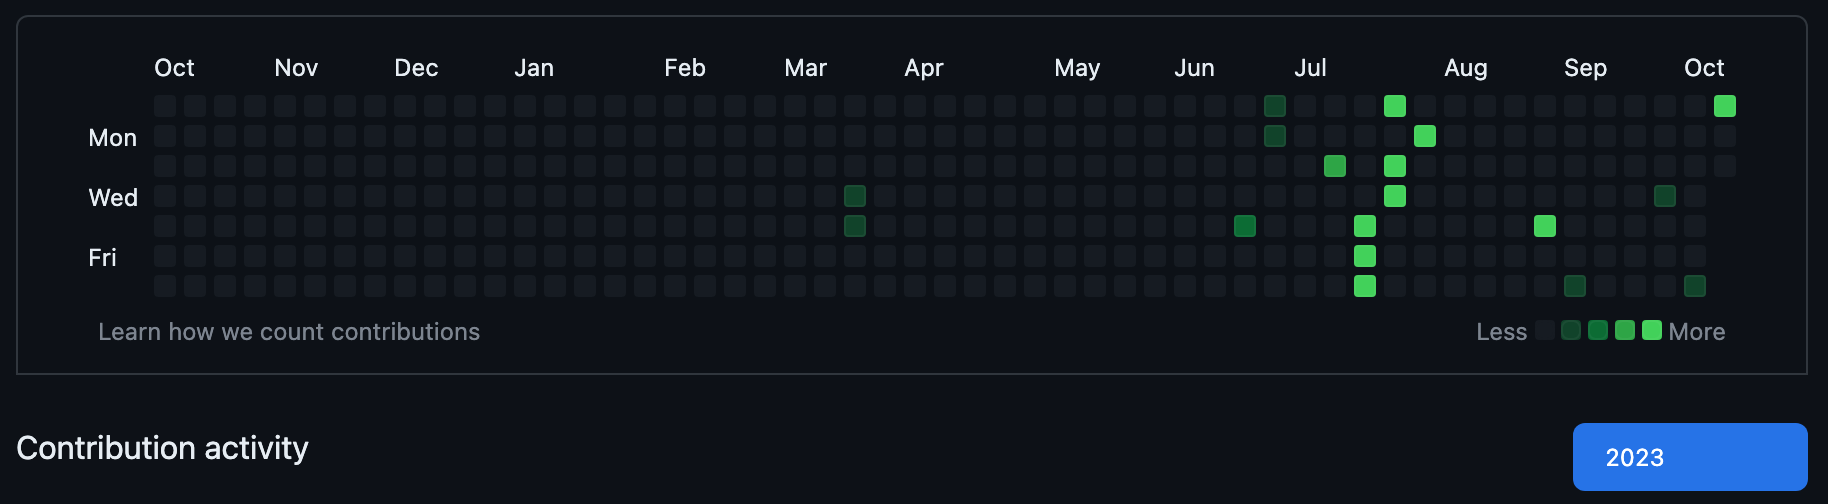 Oct Nov Dec Jan Feb Mar Apr May Jun Jul Aug Sep Oct
Mon
Wed
Fri
Learn how we count contributions
Less More
Contribution activity
2023